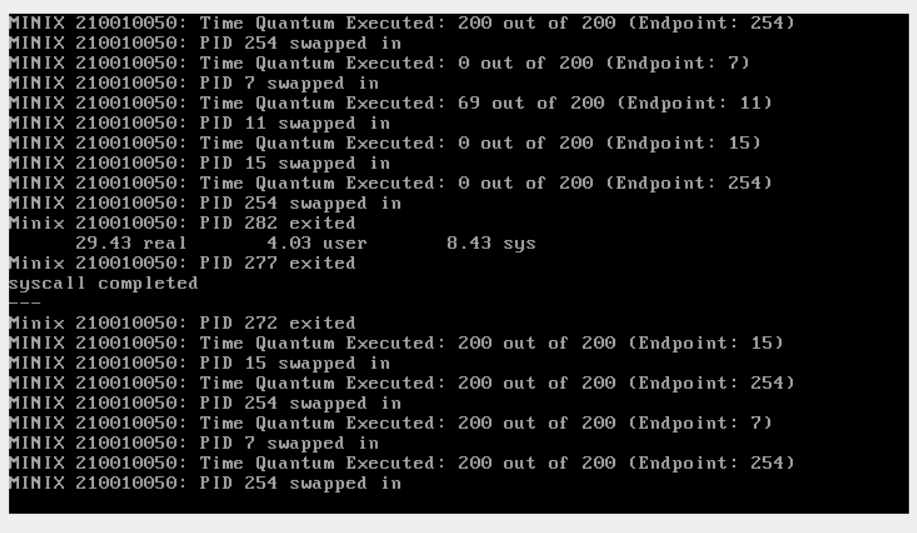 MINIX 210010050: Time Quantum Executed: 200 out of 200 (Endpoint: 254)
MINIX 210010050: PID 254 swapped in
MINIX 210010050: Time Quantum Executed: 0 out of 200 (Endpoint: 7)
MINIX 210010050: PID 7 swapped in
MINIX 210010050: Time Quantum Executed: 69 out of 200 (Endpoint: 11)
MINIX 210010050: PID 11 swapped in
MINIX 210010050: Time Quantum Executed: 0 out of 200 (Endpoint: 15)
MINIX 210010050: PID 15 swapped in
MINIX 210010050: Time Quantum Executed: 0 out of 200 (Endpoint: 254)
MINIX 210010050: PID 254 swapped in
Minix 210010050: PID 282 exited
      29.43 real       4.03 user       8.43 sys
Minix 210010050: PID 277 exited
syscall completed
---
Minix 210010050: PID 272 exited
MINIX 210010050: Time Quantum Executed: 200 out of 200 (Endpoint: 15)
MINIX 210010050: PID 15 swapped in
MINIX 210010050: Time Quantum Executed: 200 out of 200 (Endpoint: 254)
MINIX 210010050: PID 254 swapped in
MINIX 210010050: Time Quantum Executed: 200 out of 200 (Endpoint: 7)
MINIX 210010050: PID 7 swapped in
MINIX 210010050: Time Quantum Executed: 200 out of 200 (Endpoint: 254)
MINIX 210010050: PID 254 swapped in